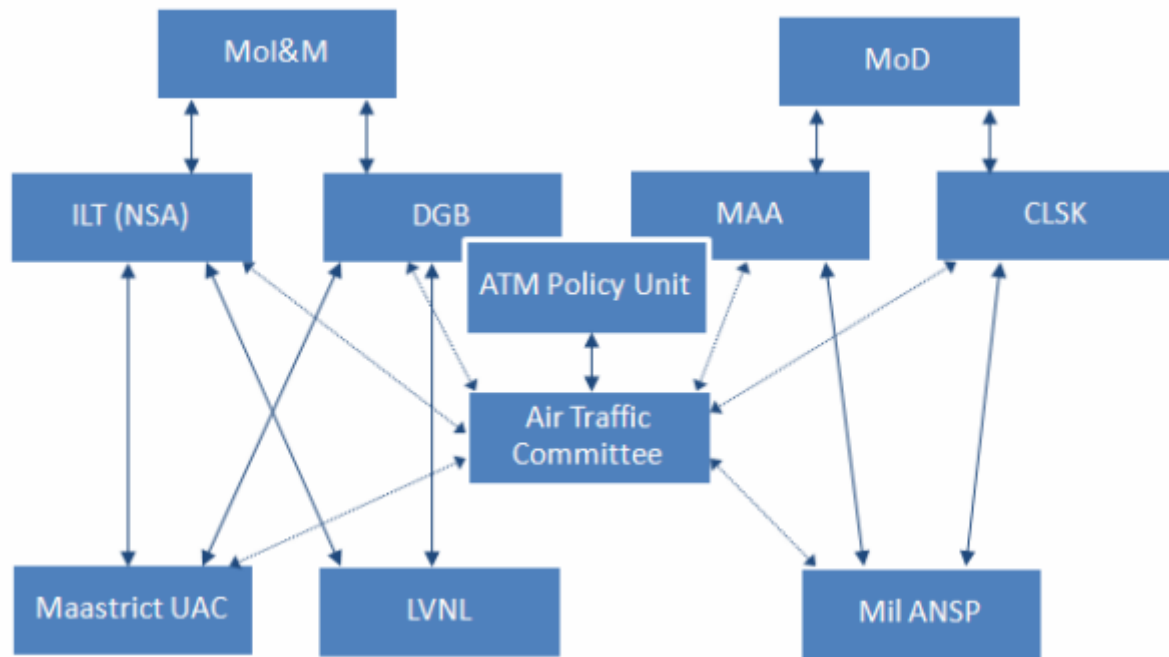 MoI&M
MoD
ILT (NSA)
DGB
MAA
CLSK
ATM Policy Unit
Air Traffic
Committee
Maastrict UAC
LVNL
Mil ANSP